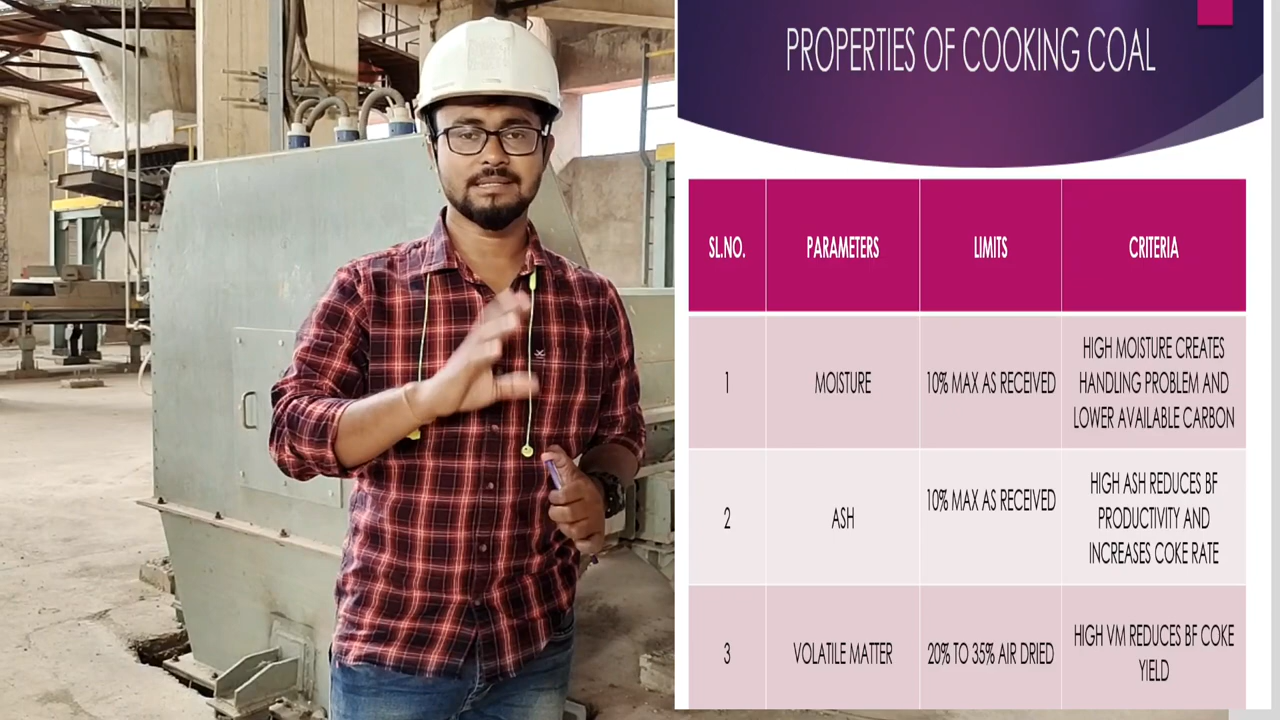 PROPERTIES OF COOKING COAL
SL.NO. PARAMETERS LIMITS CRITERIA
1 MOISTURE 10% MAX AS RECEIVED HIGH MOISTURE CREATES
HANDLING PROBLEM AND
LOWER AVAILABLE CARBON
2 ASH 10% MAX AS RECEIVED HIGH ASH REDUCES BF
PRODUCTIVITY AND
INCREASES COKE RATE
3 VOLATILE MATTER 20% TO 35% AIR DRIED HIGH VM REDUCES BF COKE
YIELD